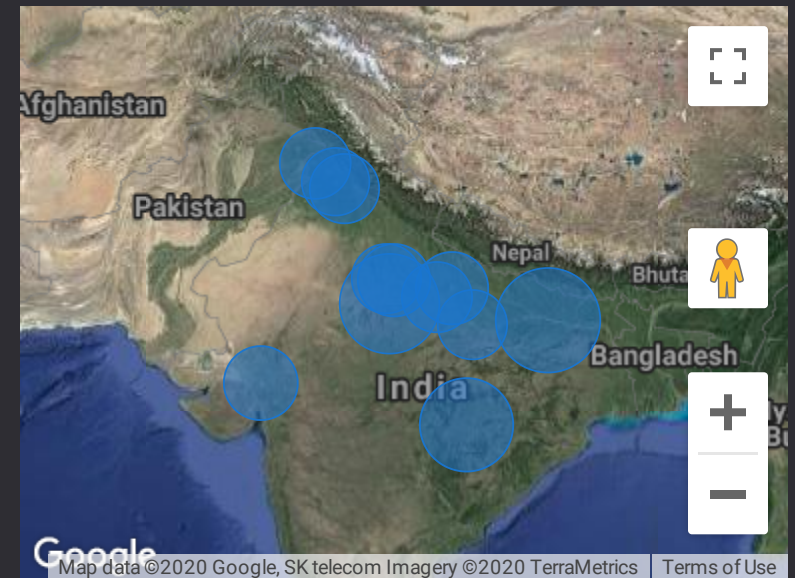 Afghanistan
Pakistan
Nepal
Bhuta
Bangladesh
India
Google
Map data ©2020 Google, SK telecom Imagery ©2020 TerraMetrics
Terms of Use